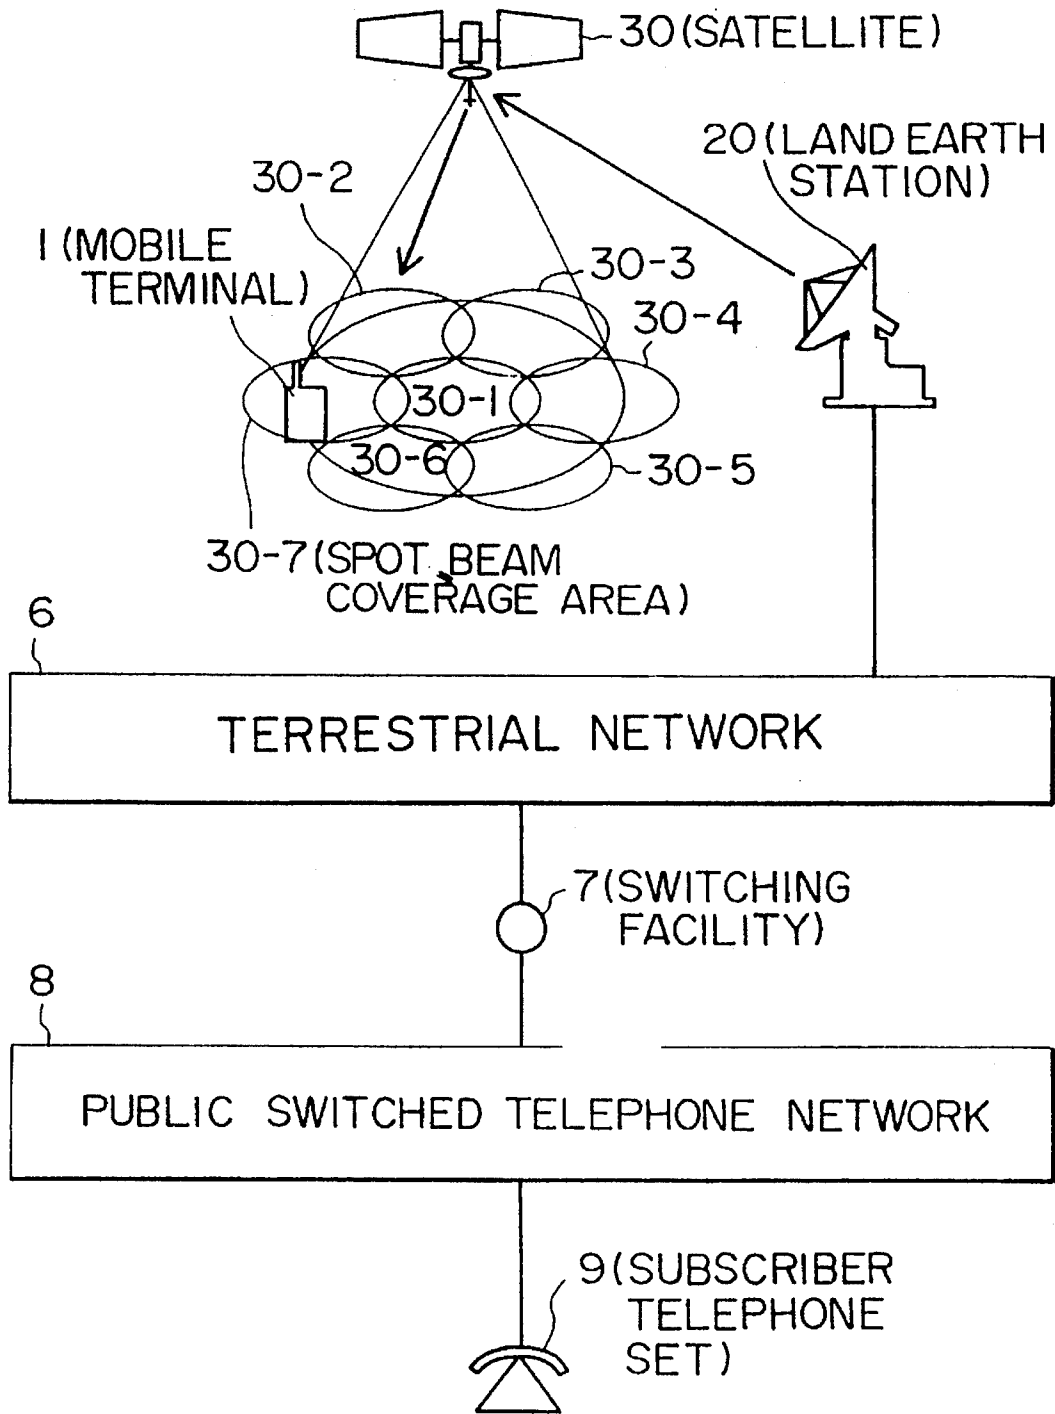 30(SATELLITE)
20(LAND EARTH
STATION)
30-2
1(MOBILE
TERMINAL)
30-3
30-4
30-1
30-6
30-5
30-7(SPOT BEAM
COVERAGE AREA)
6
TERRESTRIAL NETWORK
7(SWITCHING
FACILITY)
8
PUBLIC SWITCHED TELEPHONE NETWORK
9(SUBSCRIBER
TELEPHONE
SET)